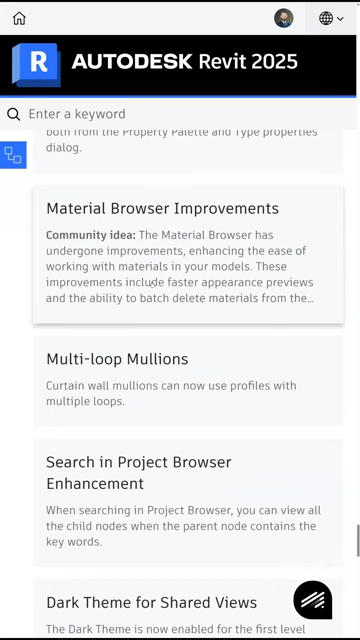 R AUTODESK Revit 2025
Enter a keyword
both from the Property Palette and Type properties
dialog.
Material Browser Improvements
Community idea: The Material Browser has
undergone improvements, enhancing the ease of
working with materials in your models. These
improvements include faster appearance previews
and the ability to batch delete materials from the...
Multi-loop Mullions
Curtain wall mullions can now use profiles with
multiple loops.
Search in Project Browser
Enhancement
When searching in Project Browser, you can view all
the child nodes when the parent node contains the
key words.
Dark Theme for Shared Views
The Dark Theme is now enabled for the first level